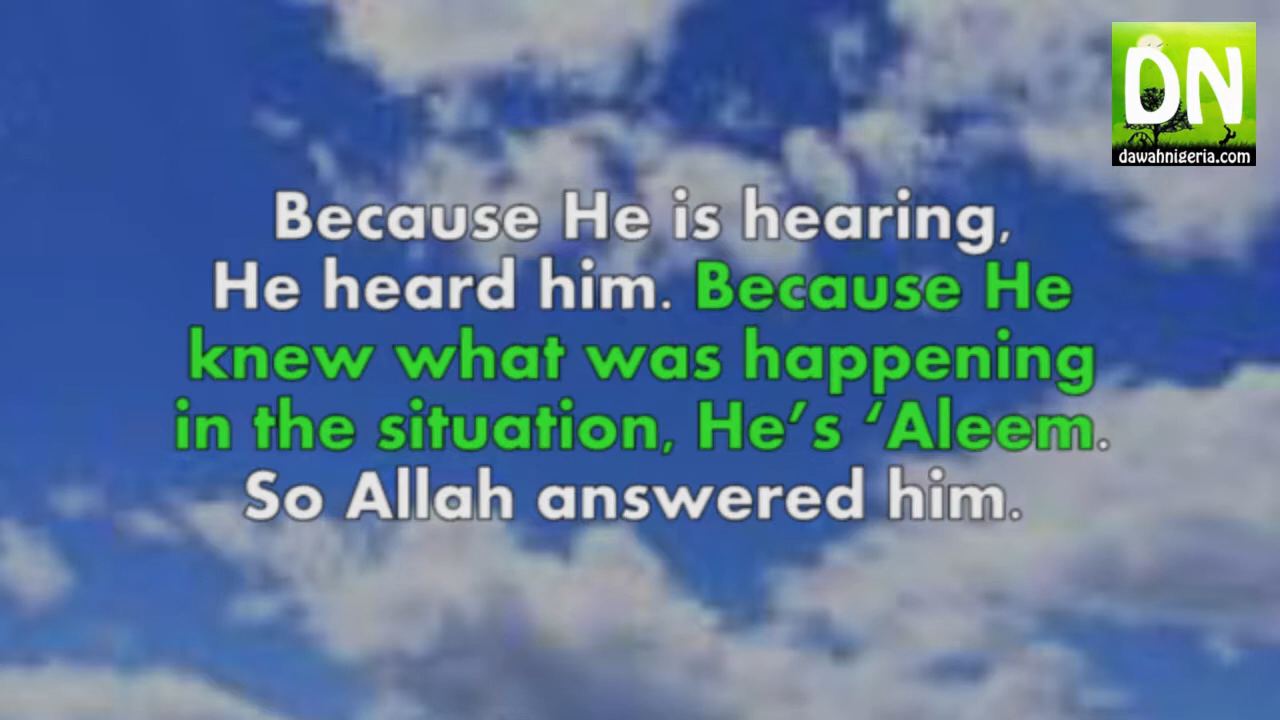 DN
dawahnigeria.com
Because He is hearing,
He heard him. Because He
knew what was happening
in the situation, He’s ‘Aleem.
So Allah answered him.